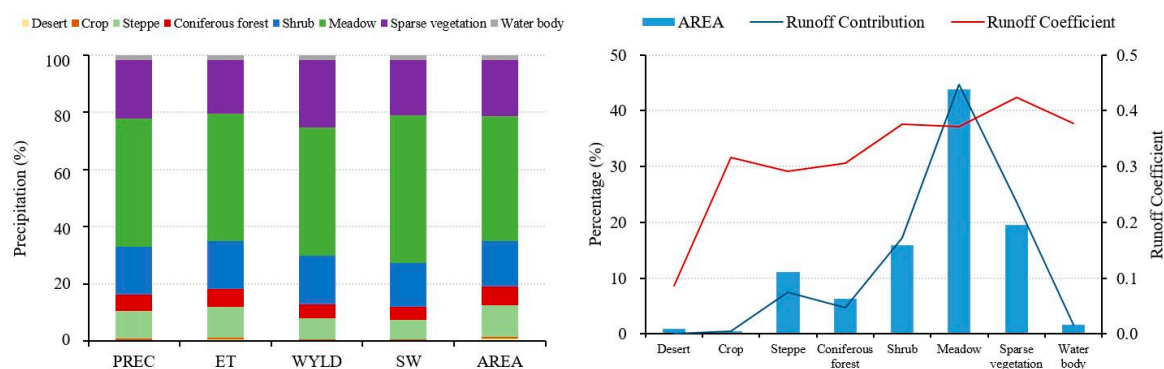 Desert Crop Steppe Coniferous forest Shrub Meadow Sparse vegetation Water body
Precipitation (%)
100
80
60
40
20
0
PREC ET WYLD SW AREA
AREA Runoff Contribution Runoff Coefficient
Percentage (%)
50
40
30
20
10
0
0.5
0.4
0.3
0.2
0.1
0.0
Runoff Coefficient
Desert Crop Steppe Coniferous Shrub Meadow Sparse Water
forest vegetation body